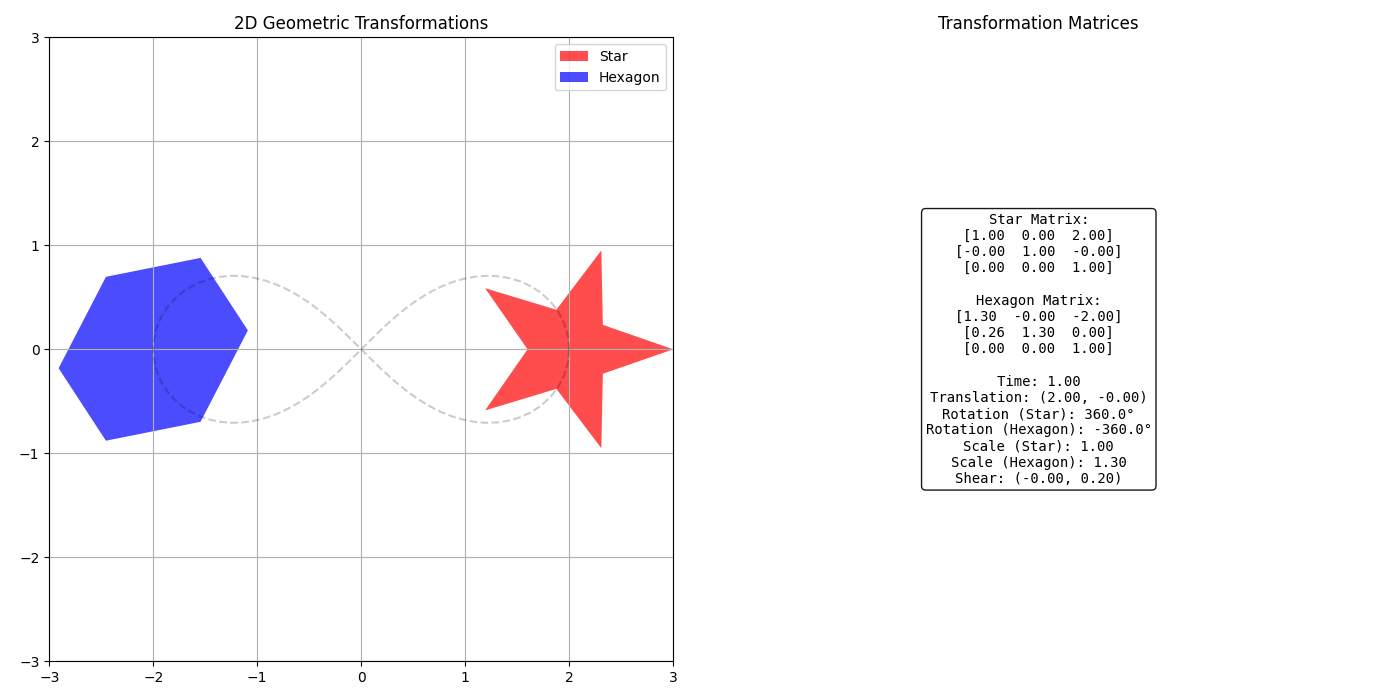 2D Geometric Transformations
3
2
1
0
−1
−2
−3
−3
−2
−1
0
1
2
3
Star
Hexagon
Transformation Matrices
Star Matrix:
[1.00  0.00  2.00]
[-0.00  1.00  -0.00]
[0.00  0.00  1.00]
Hexagon Matrix:
[1.30  -0.00  -2.00]
[0.26  1.30  0.00]
[0.00  0.00  1.00]
Time: 1.00
Translation: (2.00, -0.00)
Rotation (Star): 360.0°
Rotation (Hexagon): -360.0°
Scale (Star): 1.00
Scale (Hexagon): 1.30
Shear: (-0.00, 0.20)